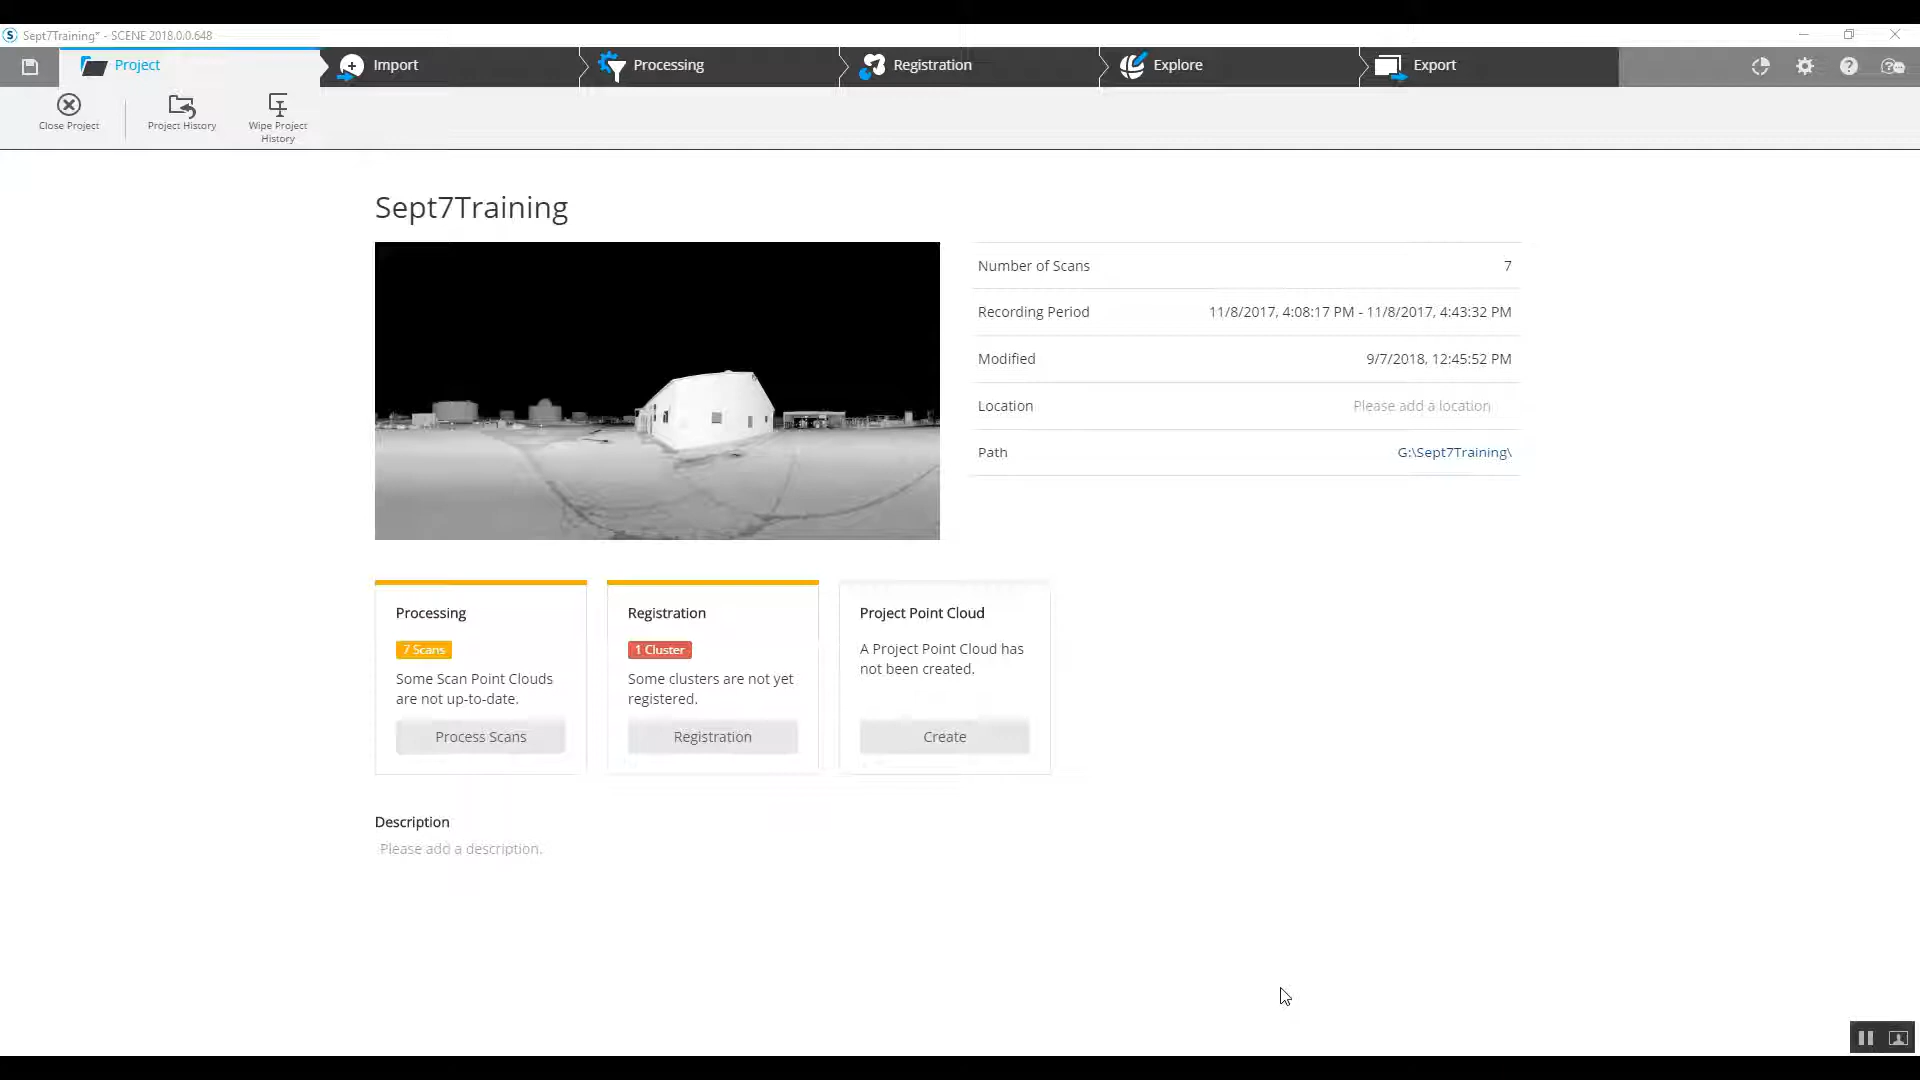 Sept7Training* - SCENE 2018.0.0.648
Project
Import
Processing
Registration
Explore
Export
Close Project
Project History
Wipe Project
History
Sept7Training
Number of Scans 7
Recording Period 11/8/2017, 4:08:17 PM - 11/8/2017, 4:43:32 PM
Modified 9/7/2018, 12:45:52 PM
Location Please add a location
Path G:\Sept7Training\
Processing
7 Scans
Some Scan Point Clouds
are not up-to-date.
Process Scans
Registration
1 Cluster
Some clusters are not yet
registered.
Registration
Project Point Cloud
A Project Point Cloud has
not been created.
Create
Description
Please add a description.